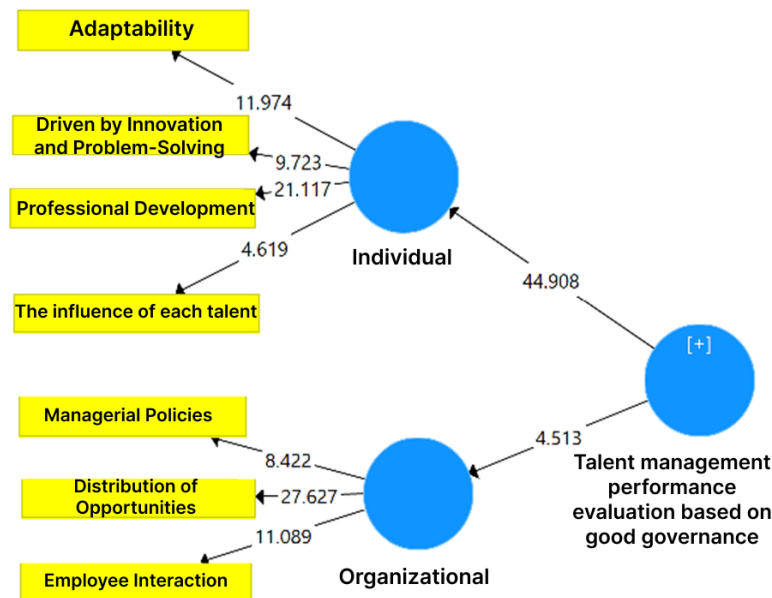 Adaptability
11.974
Driven by Innovation
and Problem-Solving
9.723
Professional Development
21.117
4.619
Individual
The influence of each talent
44.908
[+]
Managerial Policies
8.422
4.513
Talent management
performance
evaluation based on
good governance
Distribution of
Opportunities
27.627
11.089
Employee Interaction
Organizational